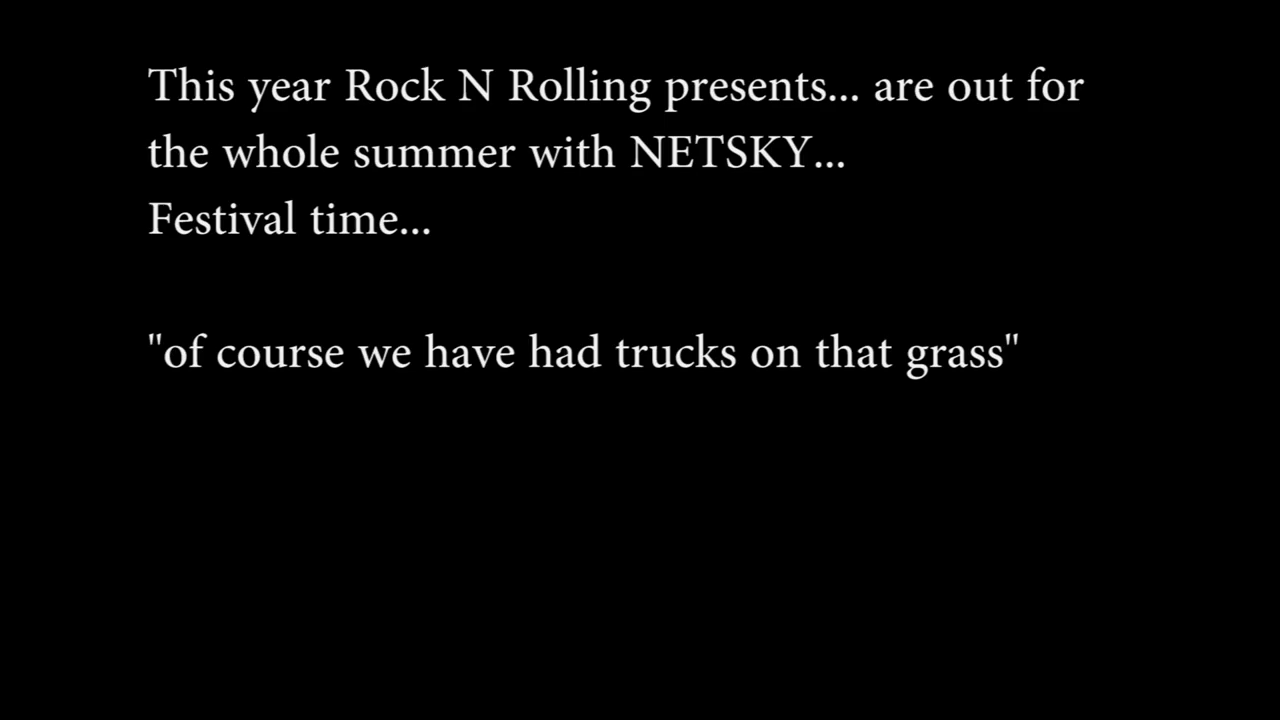 This year Rock N Rolling presents... are out for
the whole summer with NETSKY...
Festival time...
"of course we have had trucks on that grass"